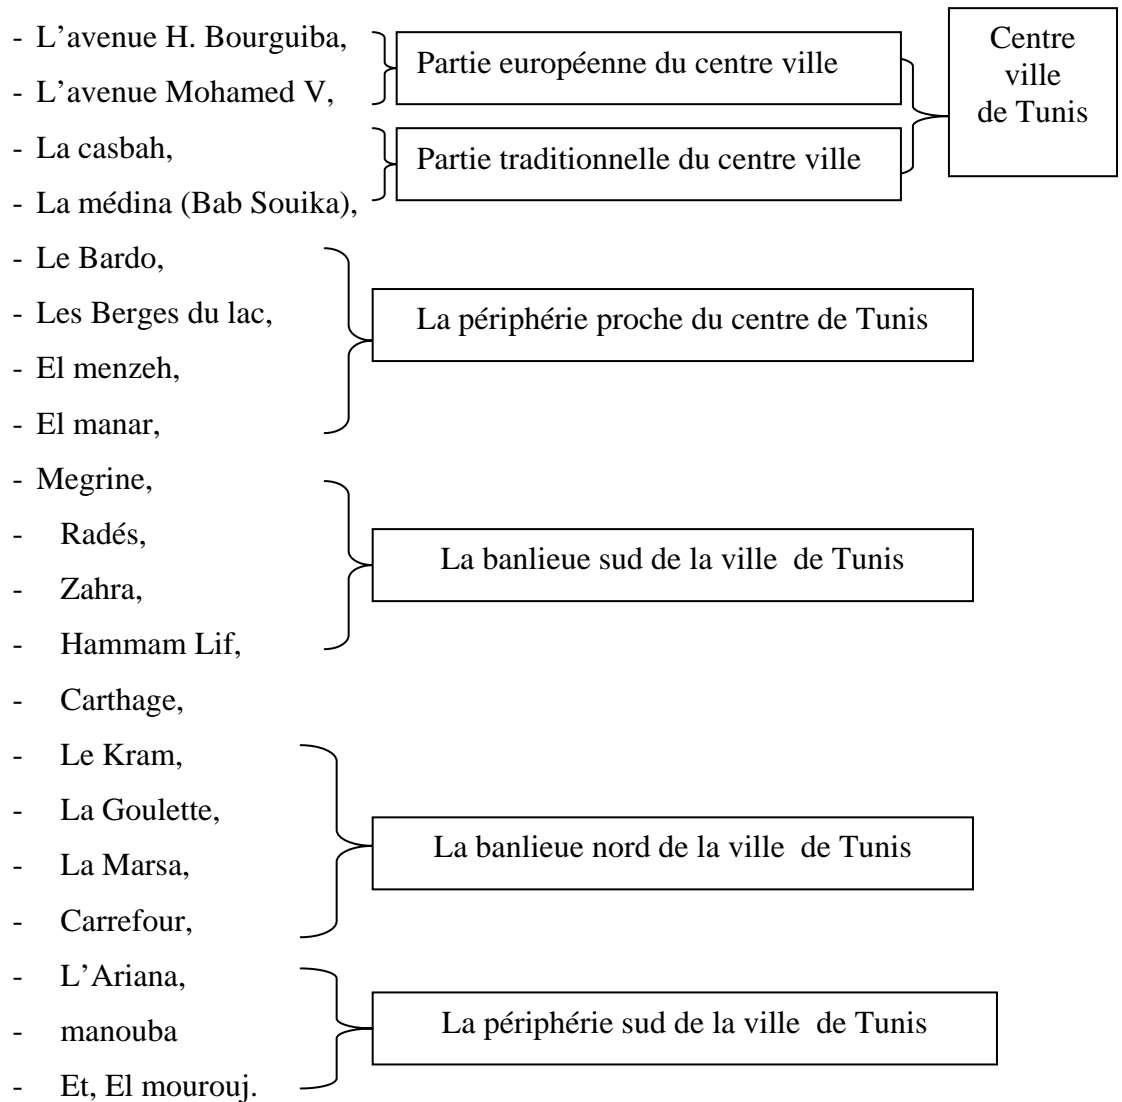 - L’avenue H. Bourguiba,
- L’avenue Mohamed V,
- La casbah,
- La médina (Bab Souika),
- Le Bardo,
- Les Berges du lac,
- El menzeh,
- El manar,
- Megrine,
- Radés,
- Zahra,
- Hammam Lif,
- Carthage,
- Le Kram,
- La Goulette,
- La Marsa,
- Carrefour,
- L’Ariana,
- manouba
- Et, El mourouj.
Partie européenne du centre ville
Partie traditionnelle du centre ville
Centre
ville
de Tunis
La périphérie proche du centre de Tunis
La banlieue sud de la ville de Tunis
La banlieue nord de la ville de Tunis
La périphérie sud de la ville de Tunis